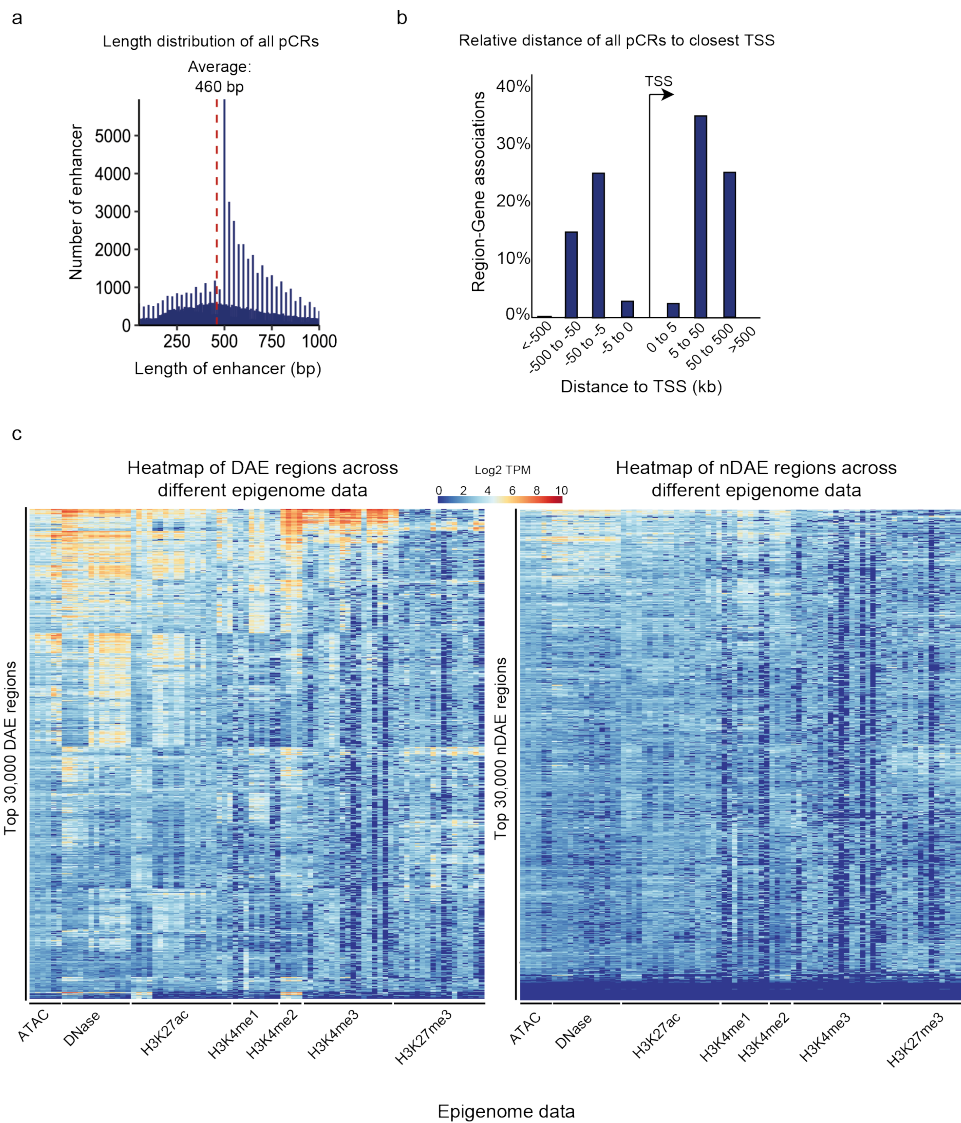 a
Length distribution of all pCRs
Average:
460 bp
Number of enhancer
5000
4000
3000
2000
1000
0
250
500
750
1000
Length of enhancer (bp)
b
Relative distance of all pCRs to closest TSS
TSS
Region-Gene associations
40%
30%
20%
10%
0%
<-500
-500 to -50
-50 to -5
-5 to 0
0 to 5
5 to 50
50 to 500
>500
Distance to TSS (kb)
c
Heatmap of DAE regions across
different epigenome data
Log2 TPM
0 2 4 6 8 10
Heatmap of nDAE regions across
different epigenome data
Top 30,000 DAE regions
Top 30,000 nDAE regions
ATAC
DNase
H3K27ac
H3K4me1
H3K4me2
H3K4me3
H3K27me3
ATAC
DNase
H3K27ac
H3K4me1
H3K4me2
H3K4me3
H3K27me3
Epigenome data